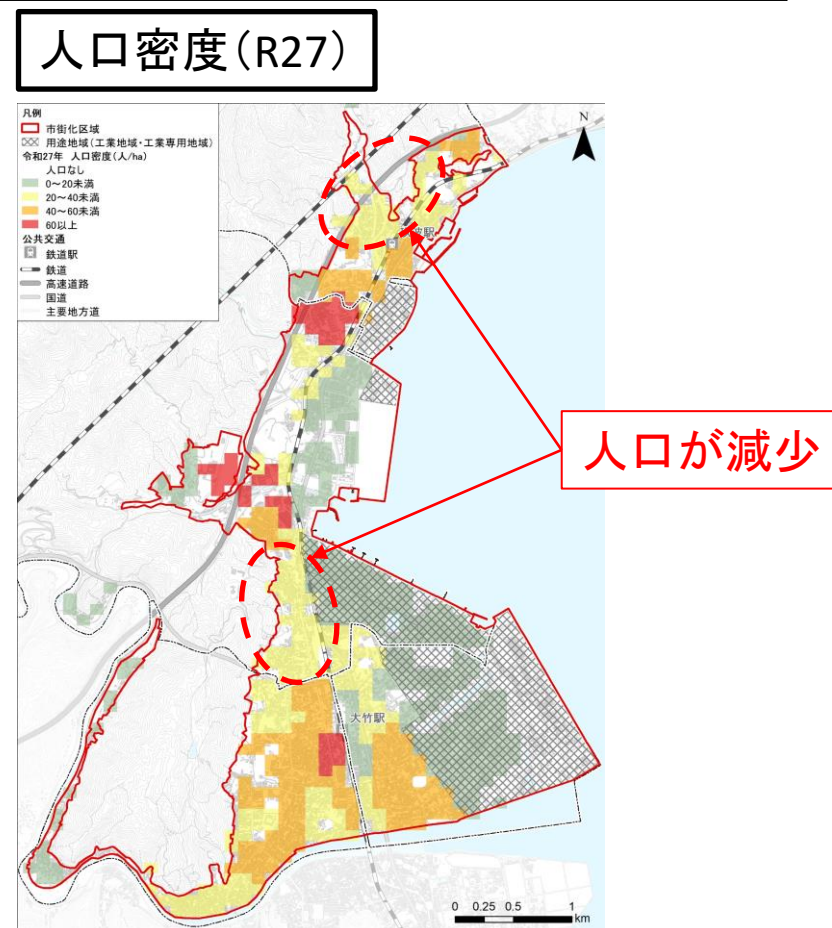 人口密度(R27)
凡例
市街化区域
用途地域(工業地域・工業専用地域)
令和27年 人口密度(人/ha)
人口なし
0～20未満
20～40未満
40～60未満
60以上
公共交通
鉄道駅
鉄道
高速道路
国道
主要地方道
N
波駅
人口が減少
大竹駅
0 0.25 0.5 1
km